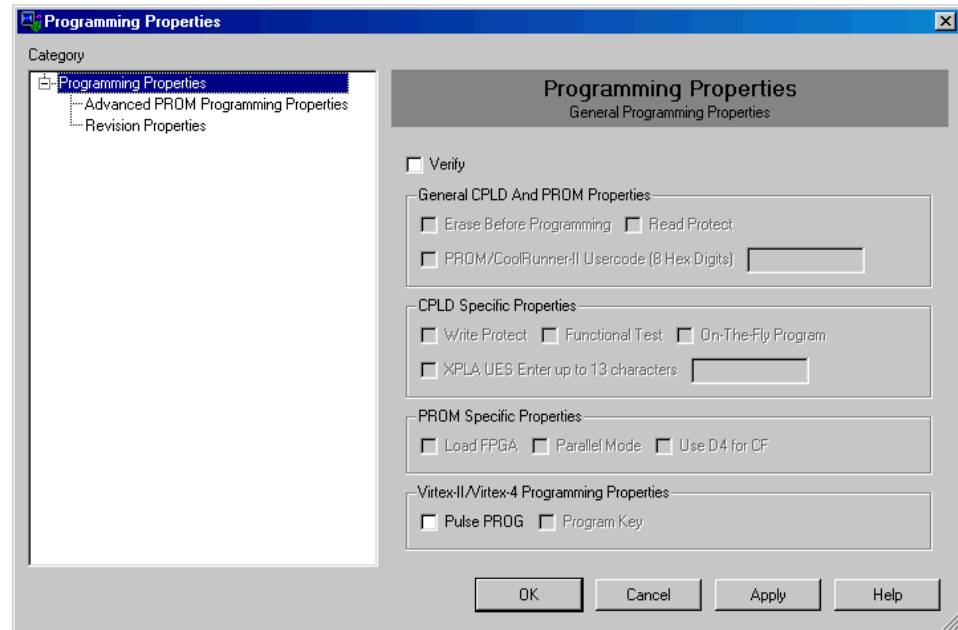 Programming Properties
Category
Programming Properties
Advanced PROM Programming Properties
Revision Properties
Programming Properties
General Programming Properties
Verify
General CPLD And PROM Properties
Erase Before Programming Read Protect
PROM/CoolRunner-II Usercode (8 Hex Digits)
CPLD Specific Properties
Write Protect Functional Test On-The-Fly Program
XPLA UES Enter up to 13 characters
PROM Specific Properties
Load FPGA Parallel Mode Use D4 for CF
Virtex-II/Virtex-4 Programming Properties
Pulse PROG Program Key
OK Cancel Apply Help